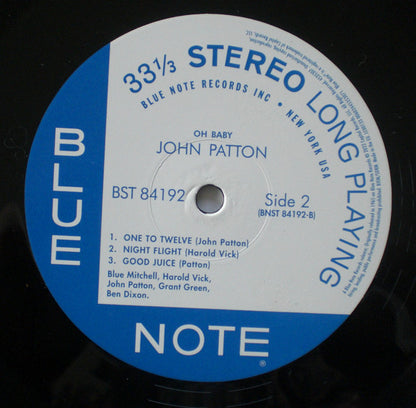 33⅓ STEREO LONG PLAYING
BLUE NOTE RECORDS INC • NEW YORK USA
OH BABY
JOHN PATTON
BST 84192
Side 2
(BNST 84192-B)
1. ONE TO TWELVE (John Patton)
2. NIGHT FLIGHT (Harold Vick)
3. GOOD JUICE (Patton)
Blue Mitchell, Harold Vick,
John Patton, Grant Green,
Ben Dixon.
BLUE
NOTE
®